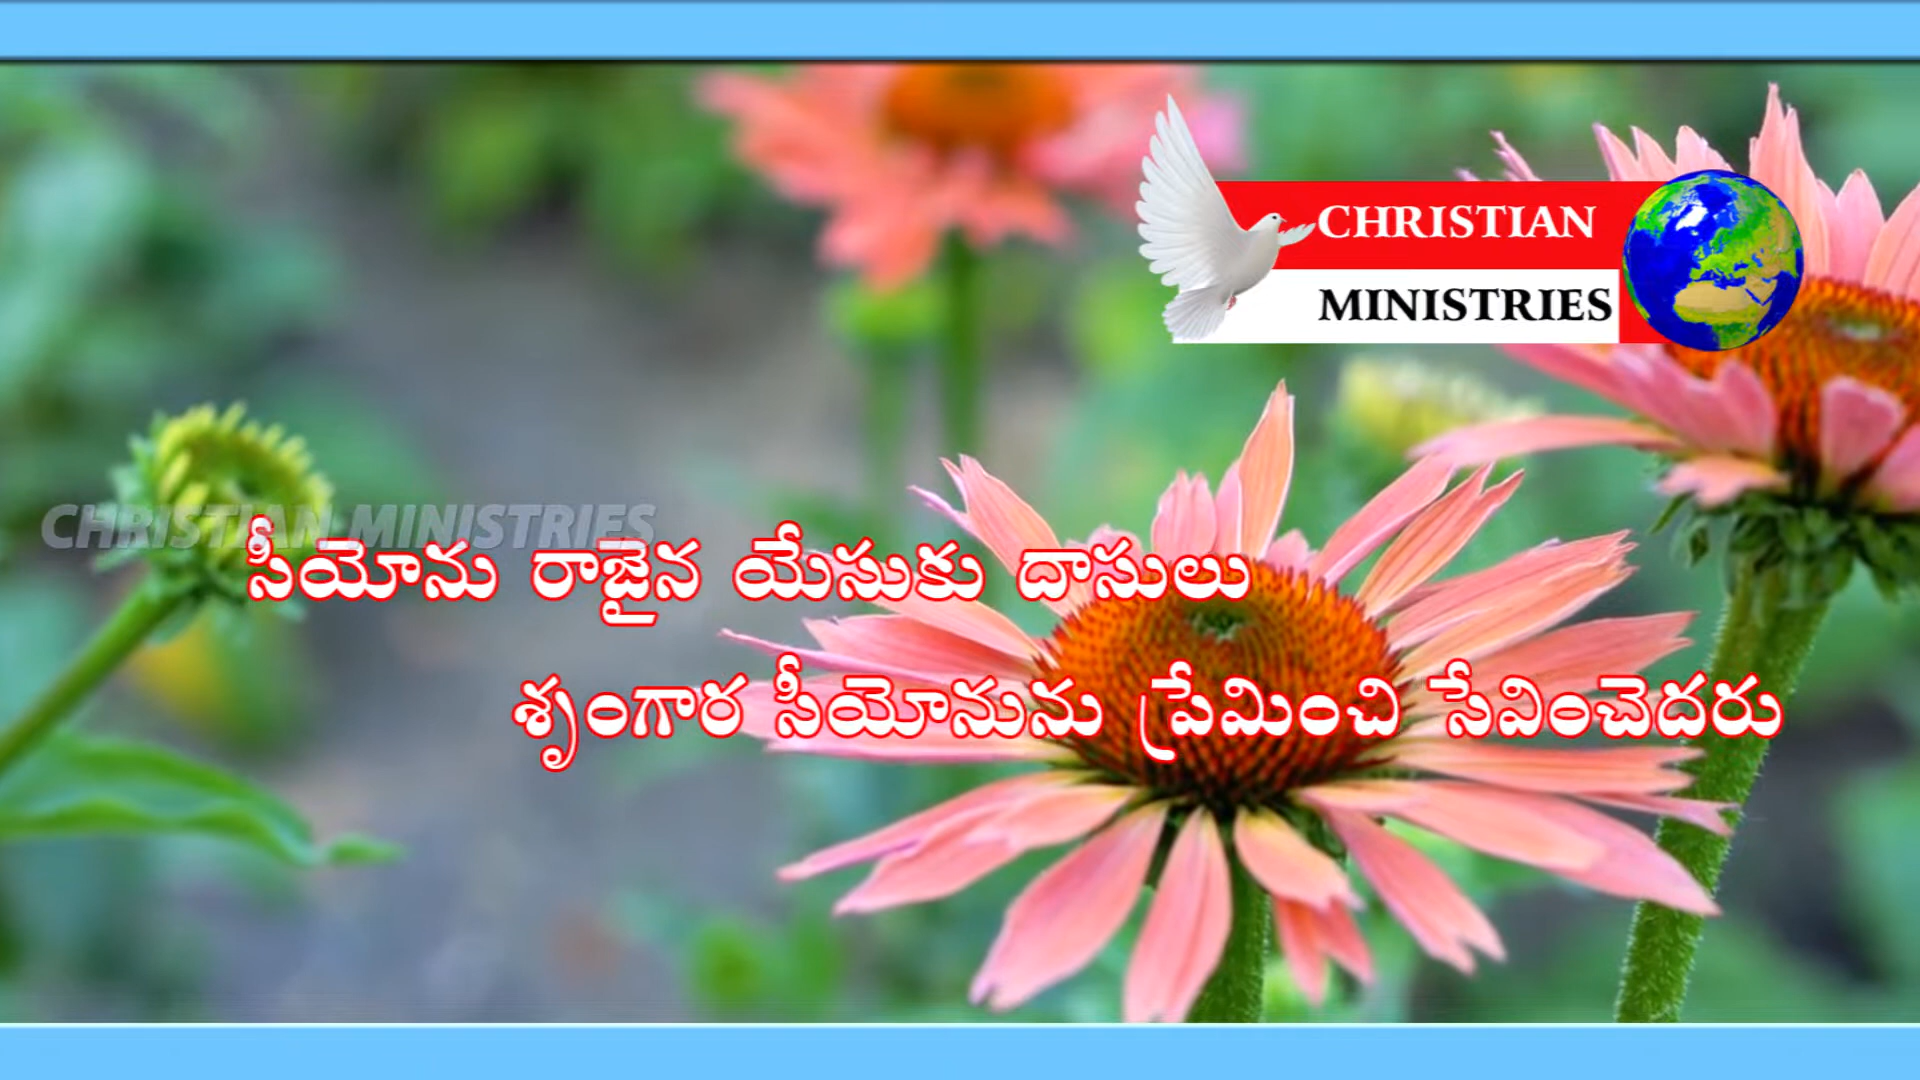 CHRISTIAN
MINISTRIES
CHRISTIAN MINISTRIES
సీయోను రాజైన యేసుకు దాసులు
శృంగార సీయోనును ప్రేమించి సేవించెదరు